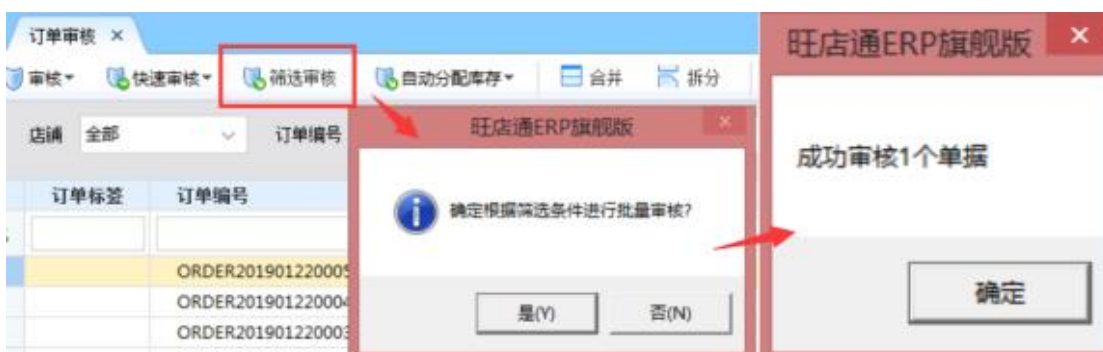 订单审核 ×
审核 快速审核 筛选审核 自动分配库存 合并 拆分
店铺 全部 订单编号
订单标签 订单编号
ORDER201901220005
ORDER201901220004
ORDER201901220003
旺店通ERP旗舰版
确定根据筛选条件进行批量审核?
是(Y) 否(N)
旺店通ERP旗舰版
成功审核1个单据
确定